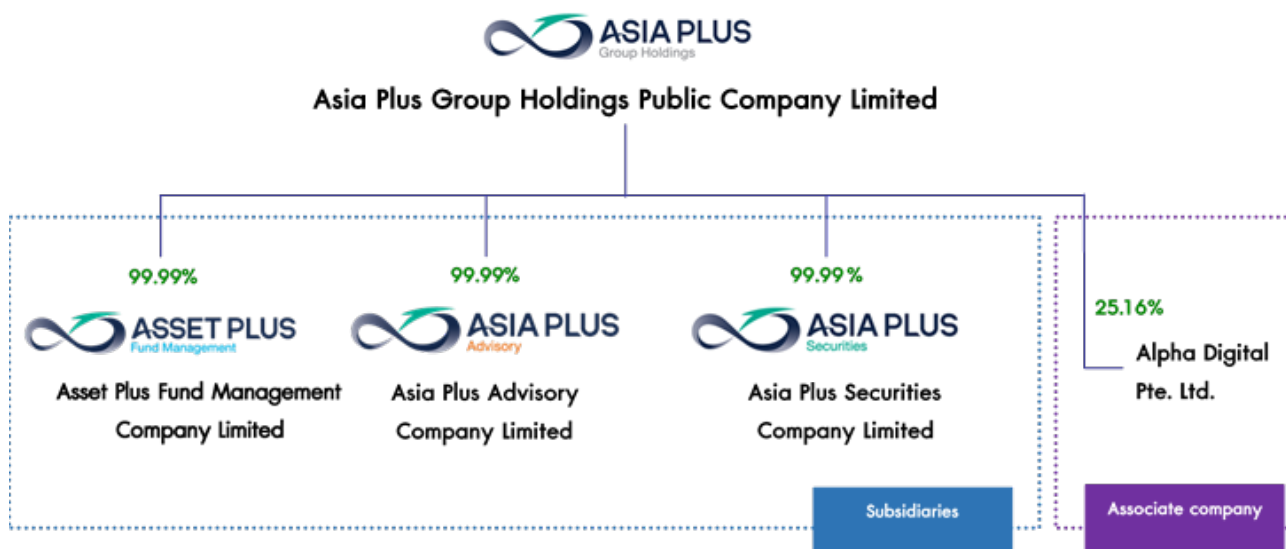 ASIA PLUS
Group Holdings
Asia Plus Group Holdings Public Company Limited
99.99%
ASSET PLUS
Fund Management
Asset Plus Fund Management
Company Limited
99.99%
ASIA PLUS
Advisory
Asia Plus Advisory
Company Limited
99.99 %
ASIA PLUS
Securities
Asia Plus Securities
Company Limited
25.16%
Alpha Digital
Pte. Ltd.
Subsidiaries
Associate company